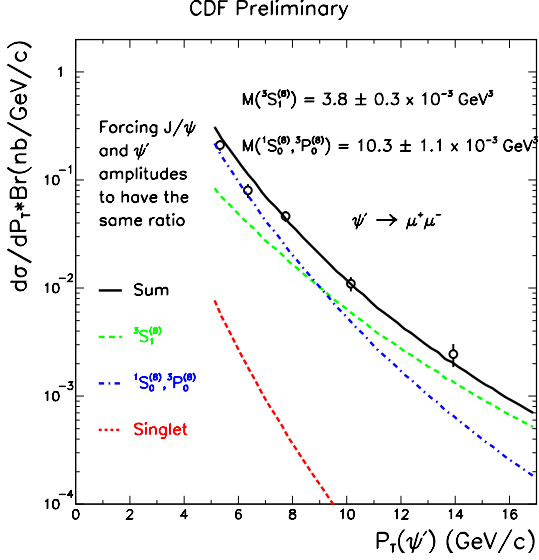 CDF Preliminary
dσ/dP_T*Br(nb/GeV/c)
1
10⁻¹
10⁻²
10⁻³
10⁻⁴
M(³S₁⁽⁸⁾) = 3.8 ± 0.3 x 10⁻³ GeV³
M(¹S₀⁽⁸⁾,³P₀⁽⁸⁾) = 10.3 ± 1.1 x 10⁻³ GeV³
Forcing J/ψ
and ψ′
amplitudes
to have the
same ratio
ψ′ → μ⁺μ⁻
Sum
³S₁⁽⁸⁾
¹S₀⁽⁸⁾,³P₀⁽⁸⁾
Singlet
0 2 4 6 8 10 12 14 16
P_T(ψ′) (GeV/c)